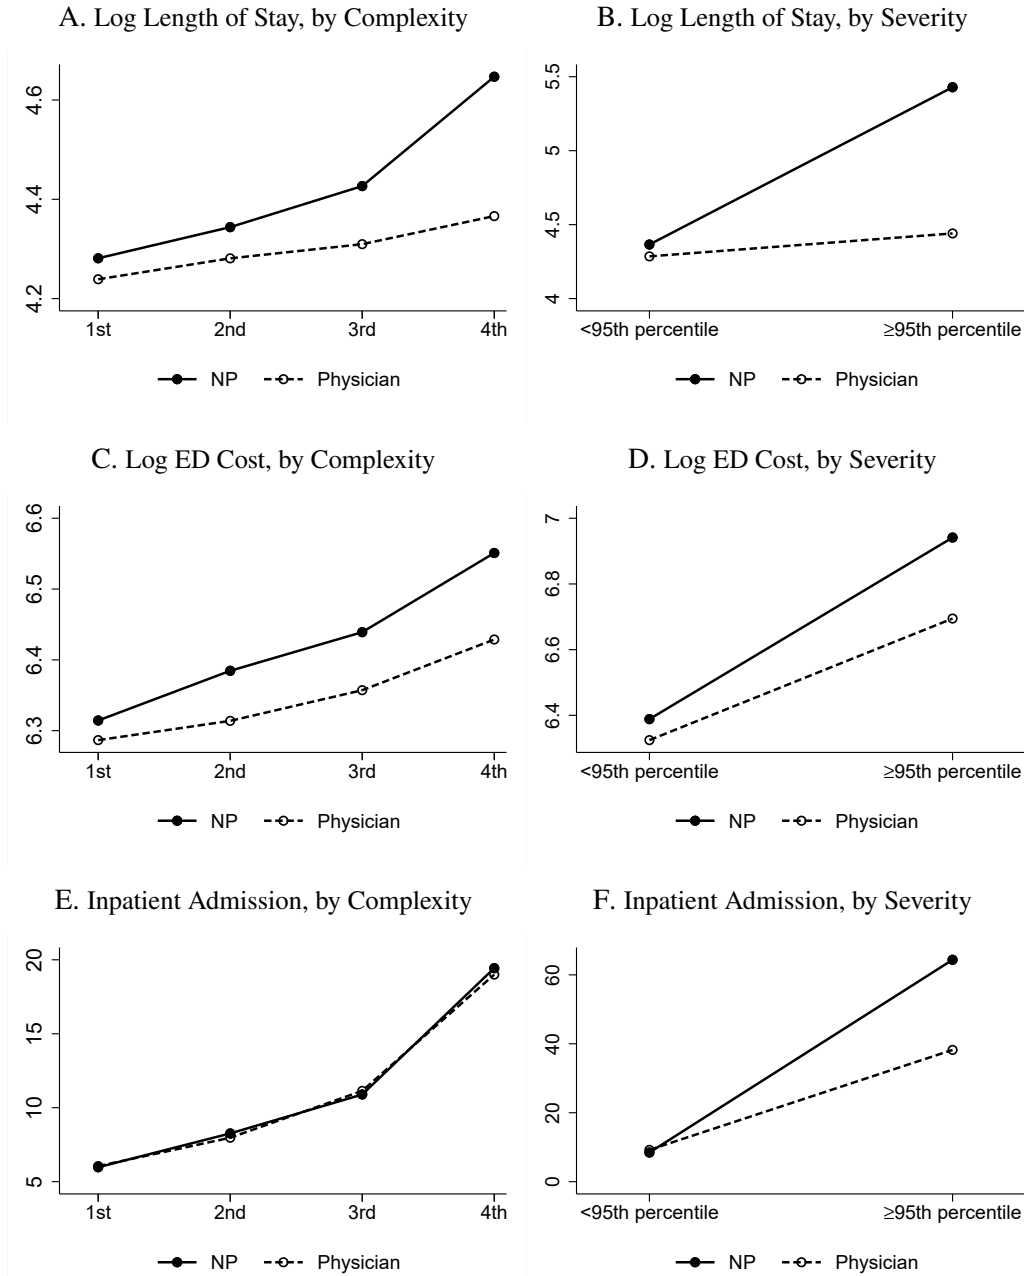 A. Log Length of Stay, by Complexity
4.6
4.4
4.2
1st 2nd 3rd 4th
NP Physician
B. Log Length of Stay, by Severity
5.5
5
4.5
4
<95th percentile ≥95th percentile
NP Physician
C. Log ED Cost, by Complexity
6.6
6.5
6.4
6.3
1st 2nd 3rd 4th
NP Physician
D. Log ED Cost, by Severity
7
6.8
6.6
6.4
<95th percentile ≥95th percentile
NP Physician
E. Inpatient Admission, by Complexity
20
15
10
5
1st 2nd 3rd 4th
NP Physician
F. Inpatient Admission, by Severity
60
40
20
0
<95th percentile ≥95th percentile
NP Physician